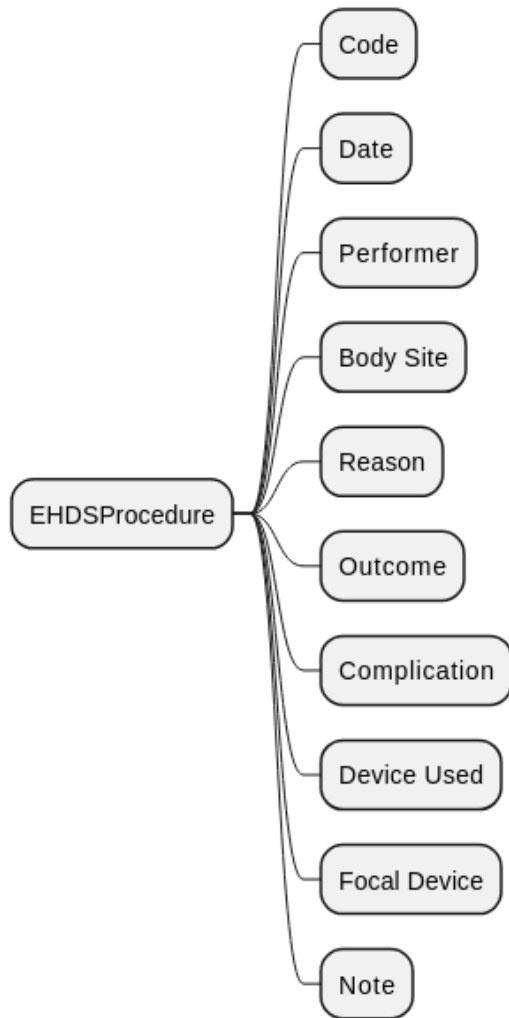 EHDSProcedure
Code
Date
Performer
Body Site
Reason
Outcome
Complication
Device Used
Focal Device
Note